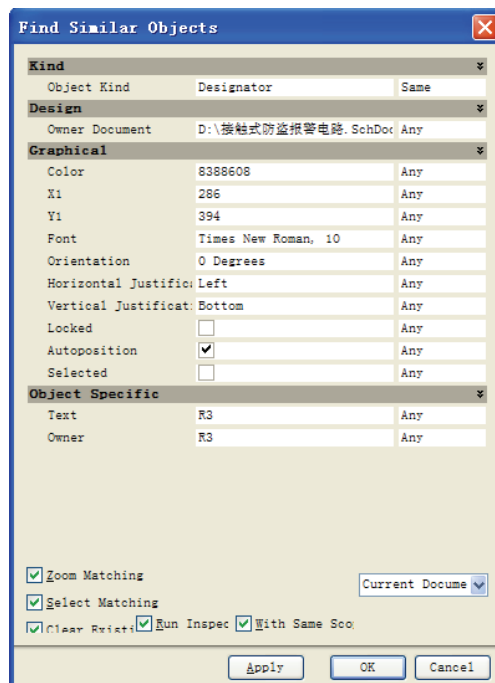 Find Similar Objects
Kind
Object Kind Designator Same
Design
Owner Document D:\接触式防盗报警电路.SchDoc Any
Graphical
Color 8388608 Any
X1 286 Any
Y1 394 Any
Font Times New Roman, 10 Any
Orientation 0 Degrees Any
Horizontal Justific: Left Any
Vertical Justificat: Bottom Any
Locked Any
Autoposition Any
Selected Any
Object Specific
Text R3 Any
Owner R3 Any
Zoom Matching
Current Docume
Select Matching
Clear Existi Run Inspec With Same Sco
Apply OK Cancel